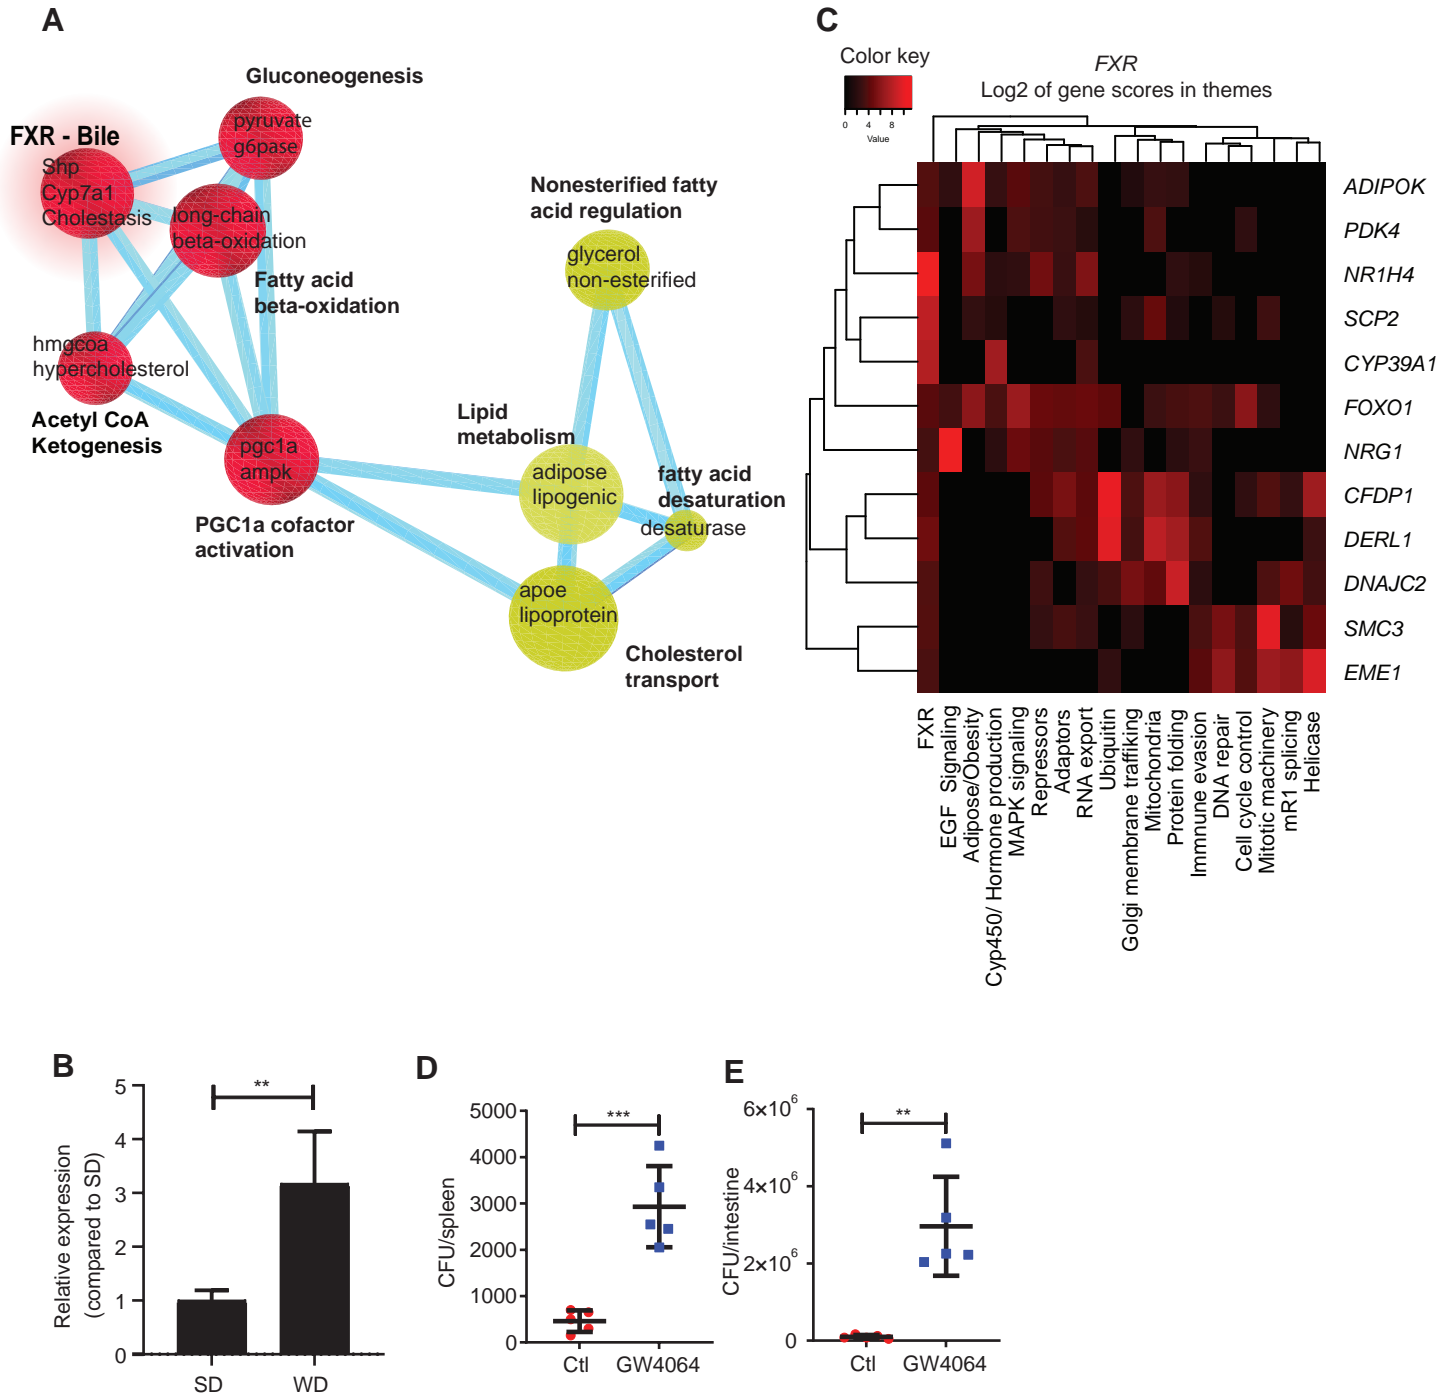 A
Gluconeogenesis
pyruvate
g6pase
FXR - Bile
Shp
Cyp7a1
Cholestasis
long-chain
beta-oxidation
Fatty acid
beta-oxidation
hmgcoa
hypercholesterol
Acetyl CoA
Ketogenesis
pgc1a
ampk
PGC1a cofactor
activation
Nonesterified fatty
acid regulation
glycerol
non-esterified
Lipid
metabolism
adipose
lipogenic
fatty acid
desaturation
desaturase
apoe
lipoprotein
Cholesterol
transport
C
Color key
0 4 8
Value
FXR
Log2 of gene scores in themes
ADIPOK
PDK4
NR1H4
SCP2
CYP39A1
FOXO1
NRG1
CFDP1
DERL1
DNAJC2
SMC3
EME1
FXR
EGF Signaling
Adipose/Obesity
Cyp450/ Hormone production
MAPK signaling
Repressors
Adaptors
RNA export
Ubiquitin
Golgi membrane traffiking
Mitochondria
Protein folding
Immune evasion
DNA repair
Cell cycle control
Mitotic machinery
mR1 splicing
Helicase
B
Relative expression
(compared to SD)
5
4
3
2
1
0
**
SD
WD
D
CFU/spleen
5000
4000
3000
2000
1000
0
***
Ctl
GW4064
E
CFU/intestine
6×10⁶
4×10⁶
2×10⁶
0
**
Ctl
GW4064